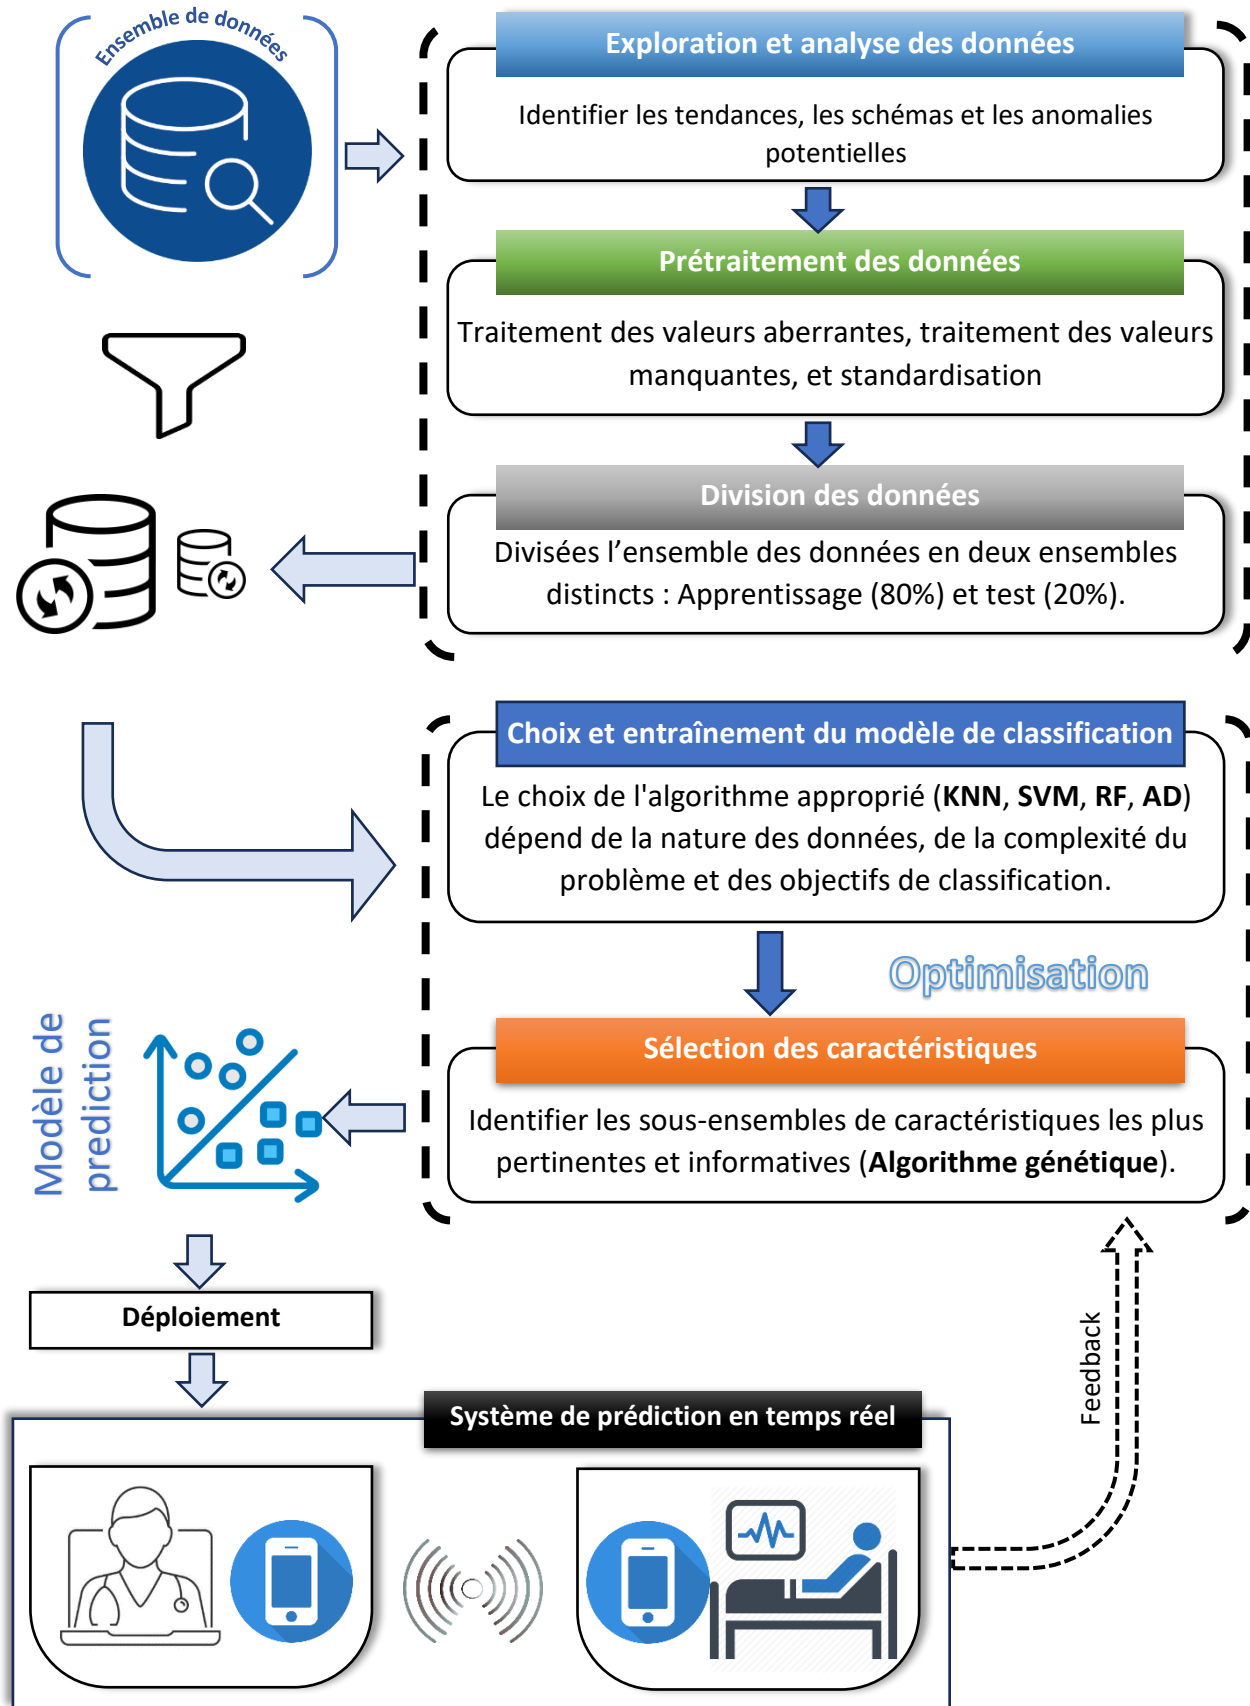 Ensemble de données
Exploration et analyse des données
Identifier les tendances, les schémas et les anomalies
potentielles
Prétraitement des données
Traitement des valeurs aberrantes, traitement des valeurs
manquantes, et standardisation
Division des données
Divisées l’ensemble des données en deux ensembles
distincts : Apprentissage (80%) et test (20%).
Choix et entraînement du modèle de classification
Le choix de l'algorithme approprié (KNN, SVM, RF, AD)
dépend de la nature des données, de la complexité du
problème et des objectifs de classification.
Optimisation
Sélection des caractéristiques
Identifier les sous-ensembles de caractéristiques les plus
pertinentes et informatives (Algorithme génétique).
Modèle de
prediction
Déploiement
Feedback
Système de prédiction en temps réel